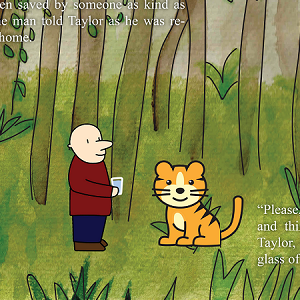 en saved by someone as kind as
e man told Taylor as he was re-
home.
“Please
and thi
Taylor,
glass of